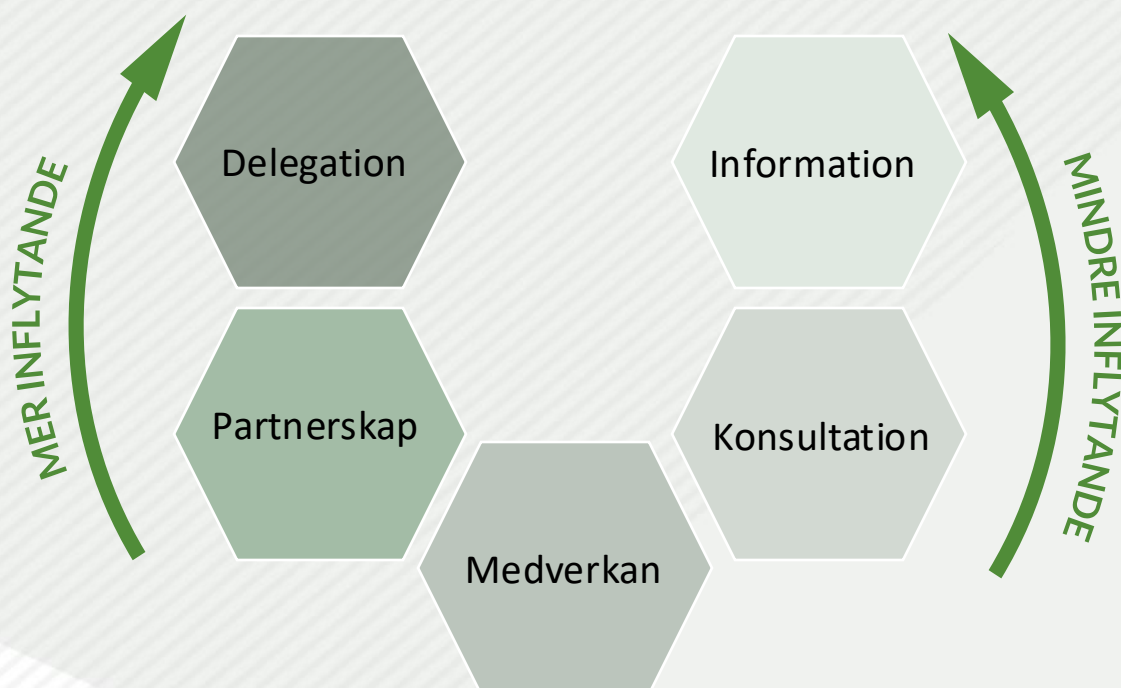 MER INFLYTANDE
Delegation
Partnerskap
Medverkan
Information
Konsultation
MINDRE INFLYTANDE